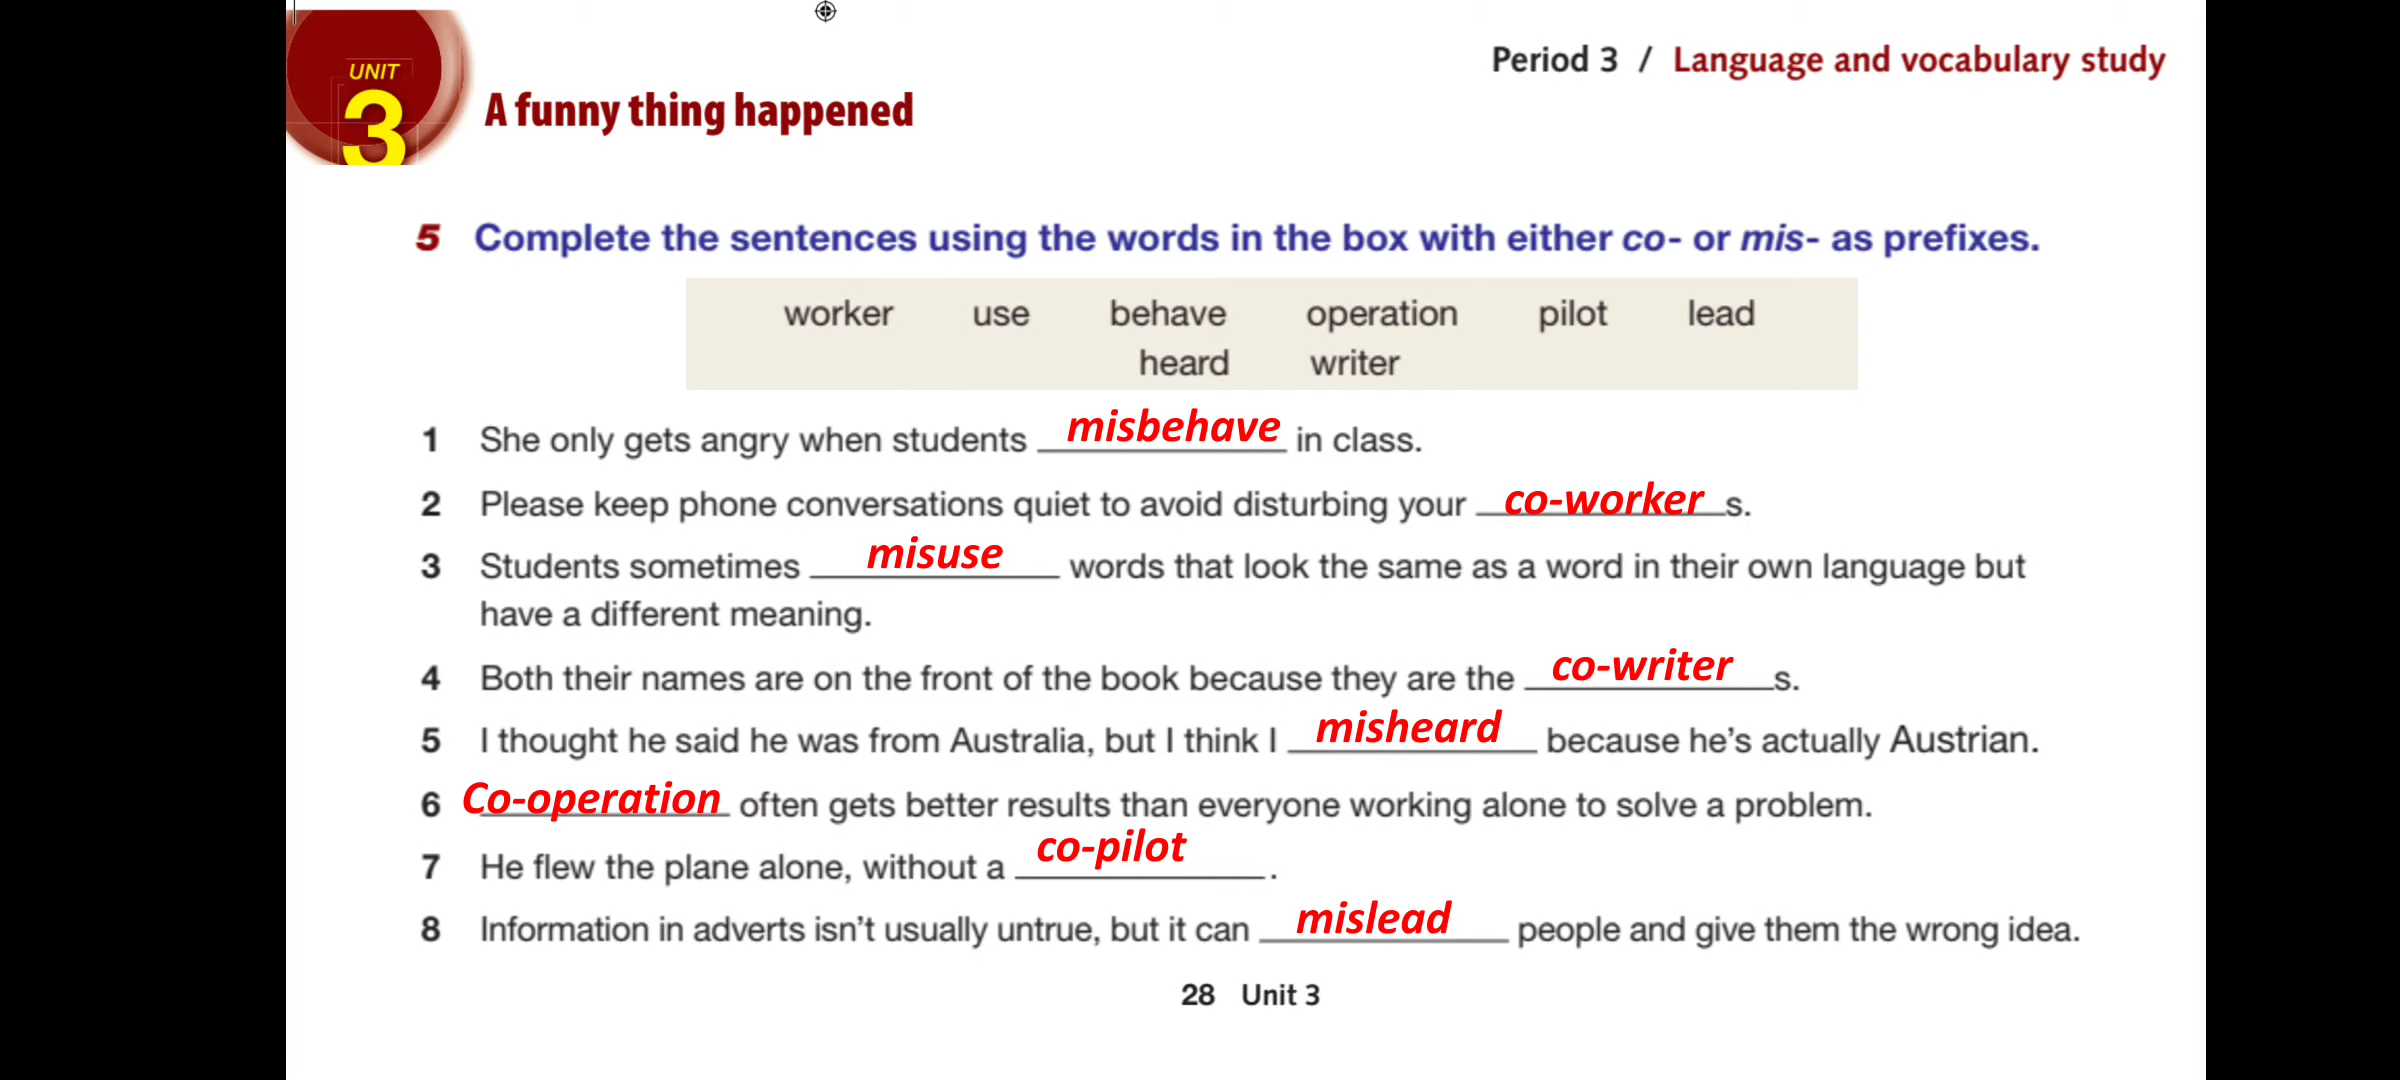 UNIT
3
Period 3 / Language and vocabulary study
A funny thing happened
5 Complete the sentences using the words in the box with either co- or mis- as prefixes.
worker use behave operation pilot lead
heard writer
1 She only gets angry when students misbehave in class.
2 Please keep phone conversations quiet to avoid disturbing your co-worker s.
3 Students sometimes misuse words that look the same as a word in their own language but
have a different meaning.
4 Both their names are on the front of the book because they are the co-writer s.
5 I thought he said he was from Australia, but I think I misheard because he's actually Austrian.
6 Co-operation often gets better results than everyone working alone to solve a problem.
7 He flew the plane alone, without a co-pilot .
8 Information in adverts isn't usually untrue, but it can mislead people and give them the wrong idea.
28 Unit 3